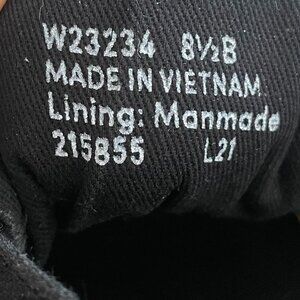 W23234 8½B
MADE IN VIETNAM
Lining: Manmade
215855 L21